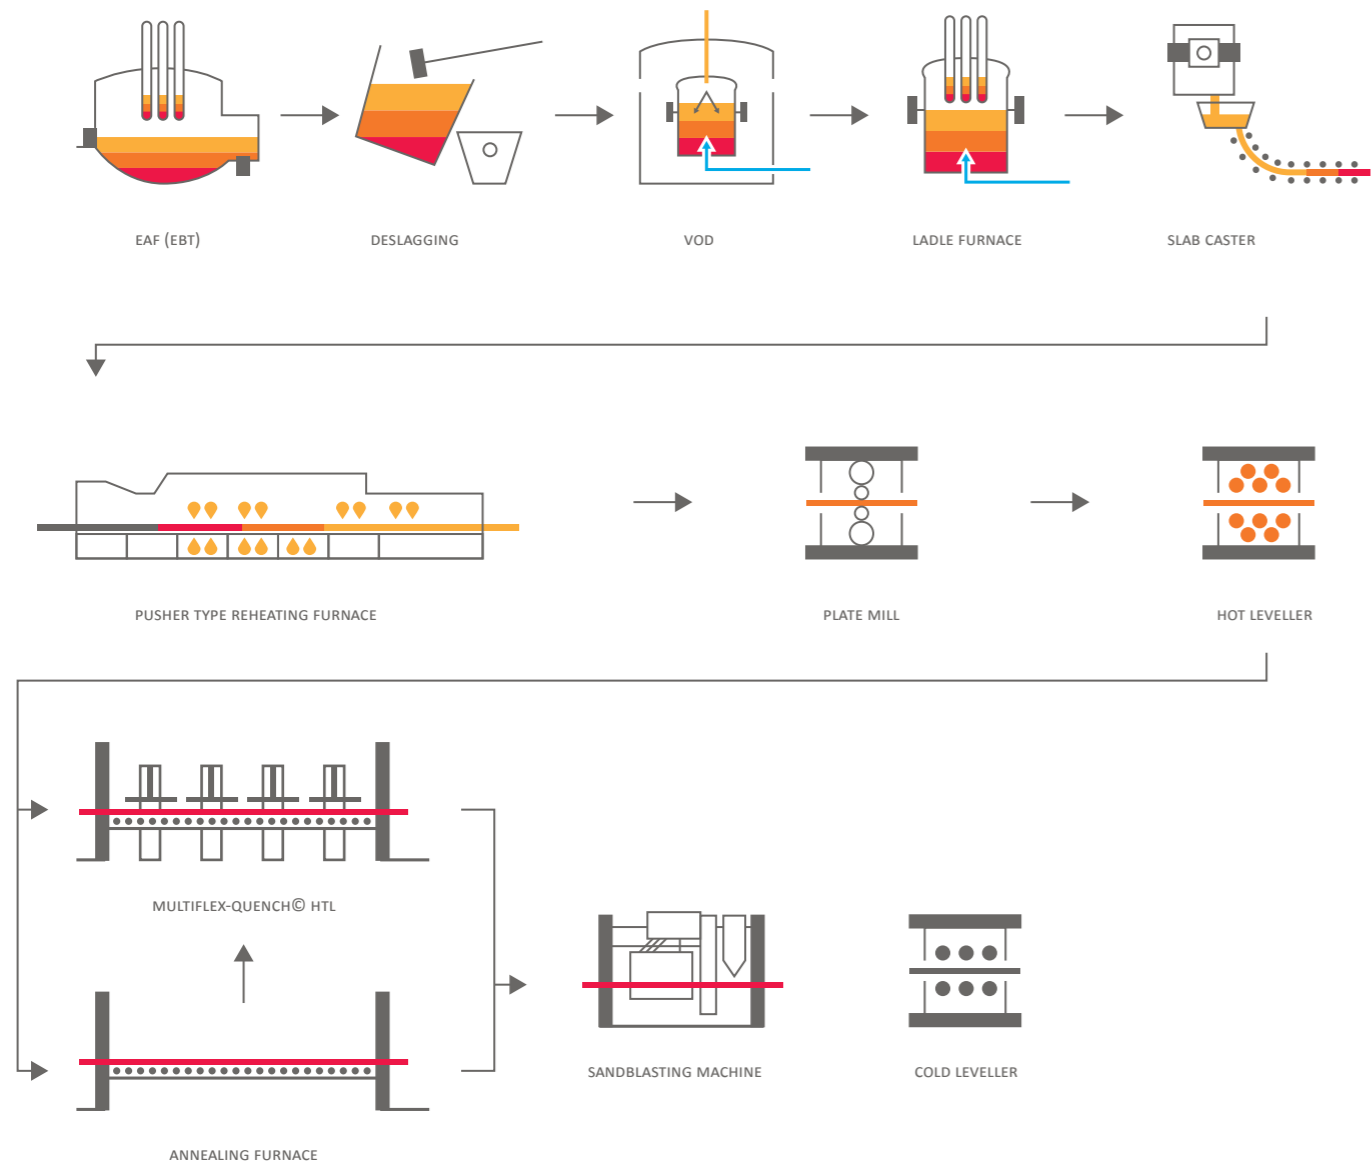 EAF (EBT)
DESLAGGING
VOD
LADLE FURNACE
SLAB CASTER
PUSHER TYPE REHEATING FURNACE
PLATE MILL
HOT LEVELLER
MULTIFLEX-QUENCH© HTL
SANDBLASTING MACHINE
COLD LEVELLER
ANNEALING FURNACE